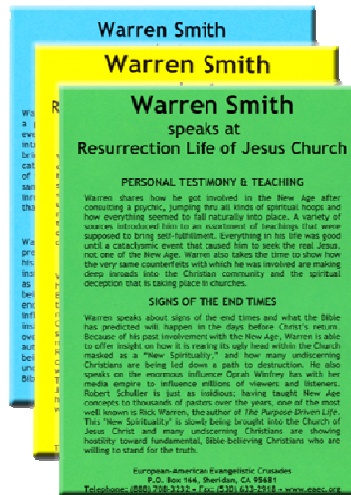 Warren Smith
Warren Smith
Warren Smith
speaks at
Resurrection Life of Jesus Church
PERSONAL TESTIMONY & TEACHING
Warren shares how he got involved in the New Age after
consulting a psychic, jumping thru all kinds of spiritual hoops and
how everything seemed to fall naturally into place. A variety of
sources introduced him to an assortment of teachings that were
supposed to bring self-fulfillment. Everything in his life was good
until a cataclysmic event that caused him to seek the real Jesus,
not one of the New Age. Warren also takes the time to show how
the very same counterfeits with which he was involved are making
deep inroads into the Christian community and the spiritual
deception that is taking place in churches.
SIGNS OF THE END TIMES
Warren speaks about signs of the end times and what the Bible
has predicted will happen in the days before Christ's return.
Because of his past involvement with the New Age, Warren is able
to offer insight on how it is rearing its ugly head within the Church
masked as a "New Spirituality," and how many undiscerning
Christians are being led down a path to destruction. He also
speaks on the enormous influence Oprah Winfrey has with her
media empire to influence millions of viewers and listeners.
Robert Schuller is just as insidious; having taught New Age
concepts to thousands of pastors over the years, one of the most
well known is Rick Warren, the author of The Purpose Driven Life.
This "New Spirituality" is slowly being brought into the Church of
Jesus Christ and many undiscerning Christians are showing
hostility toward fundamental, Bible-believing Christians who are
willing to stand for the truth.
European-American Evangelistic Crusades
P.O. Box 166, Sheridan, CA 95681
Telephone: (888) 708-3232 • Fax: (530) 633-2918 • www.eaec.org